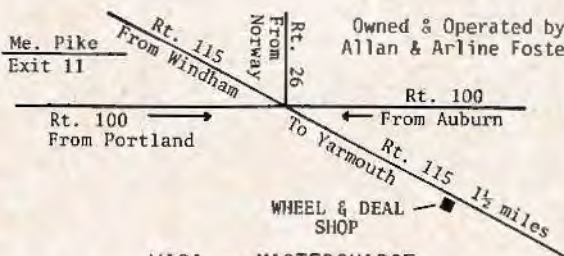 Owned & Operated by
Allan & Arline Foste
Me. Pike
Exit 11
Rt. 115
From Windham
Rt. 26
From
Norway
Rt. 100
From Portland
Rt. 100
From Auburn
To Yarmouth
Rt. 115 1½ miles
WHEEL & DEAL
SHOP